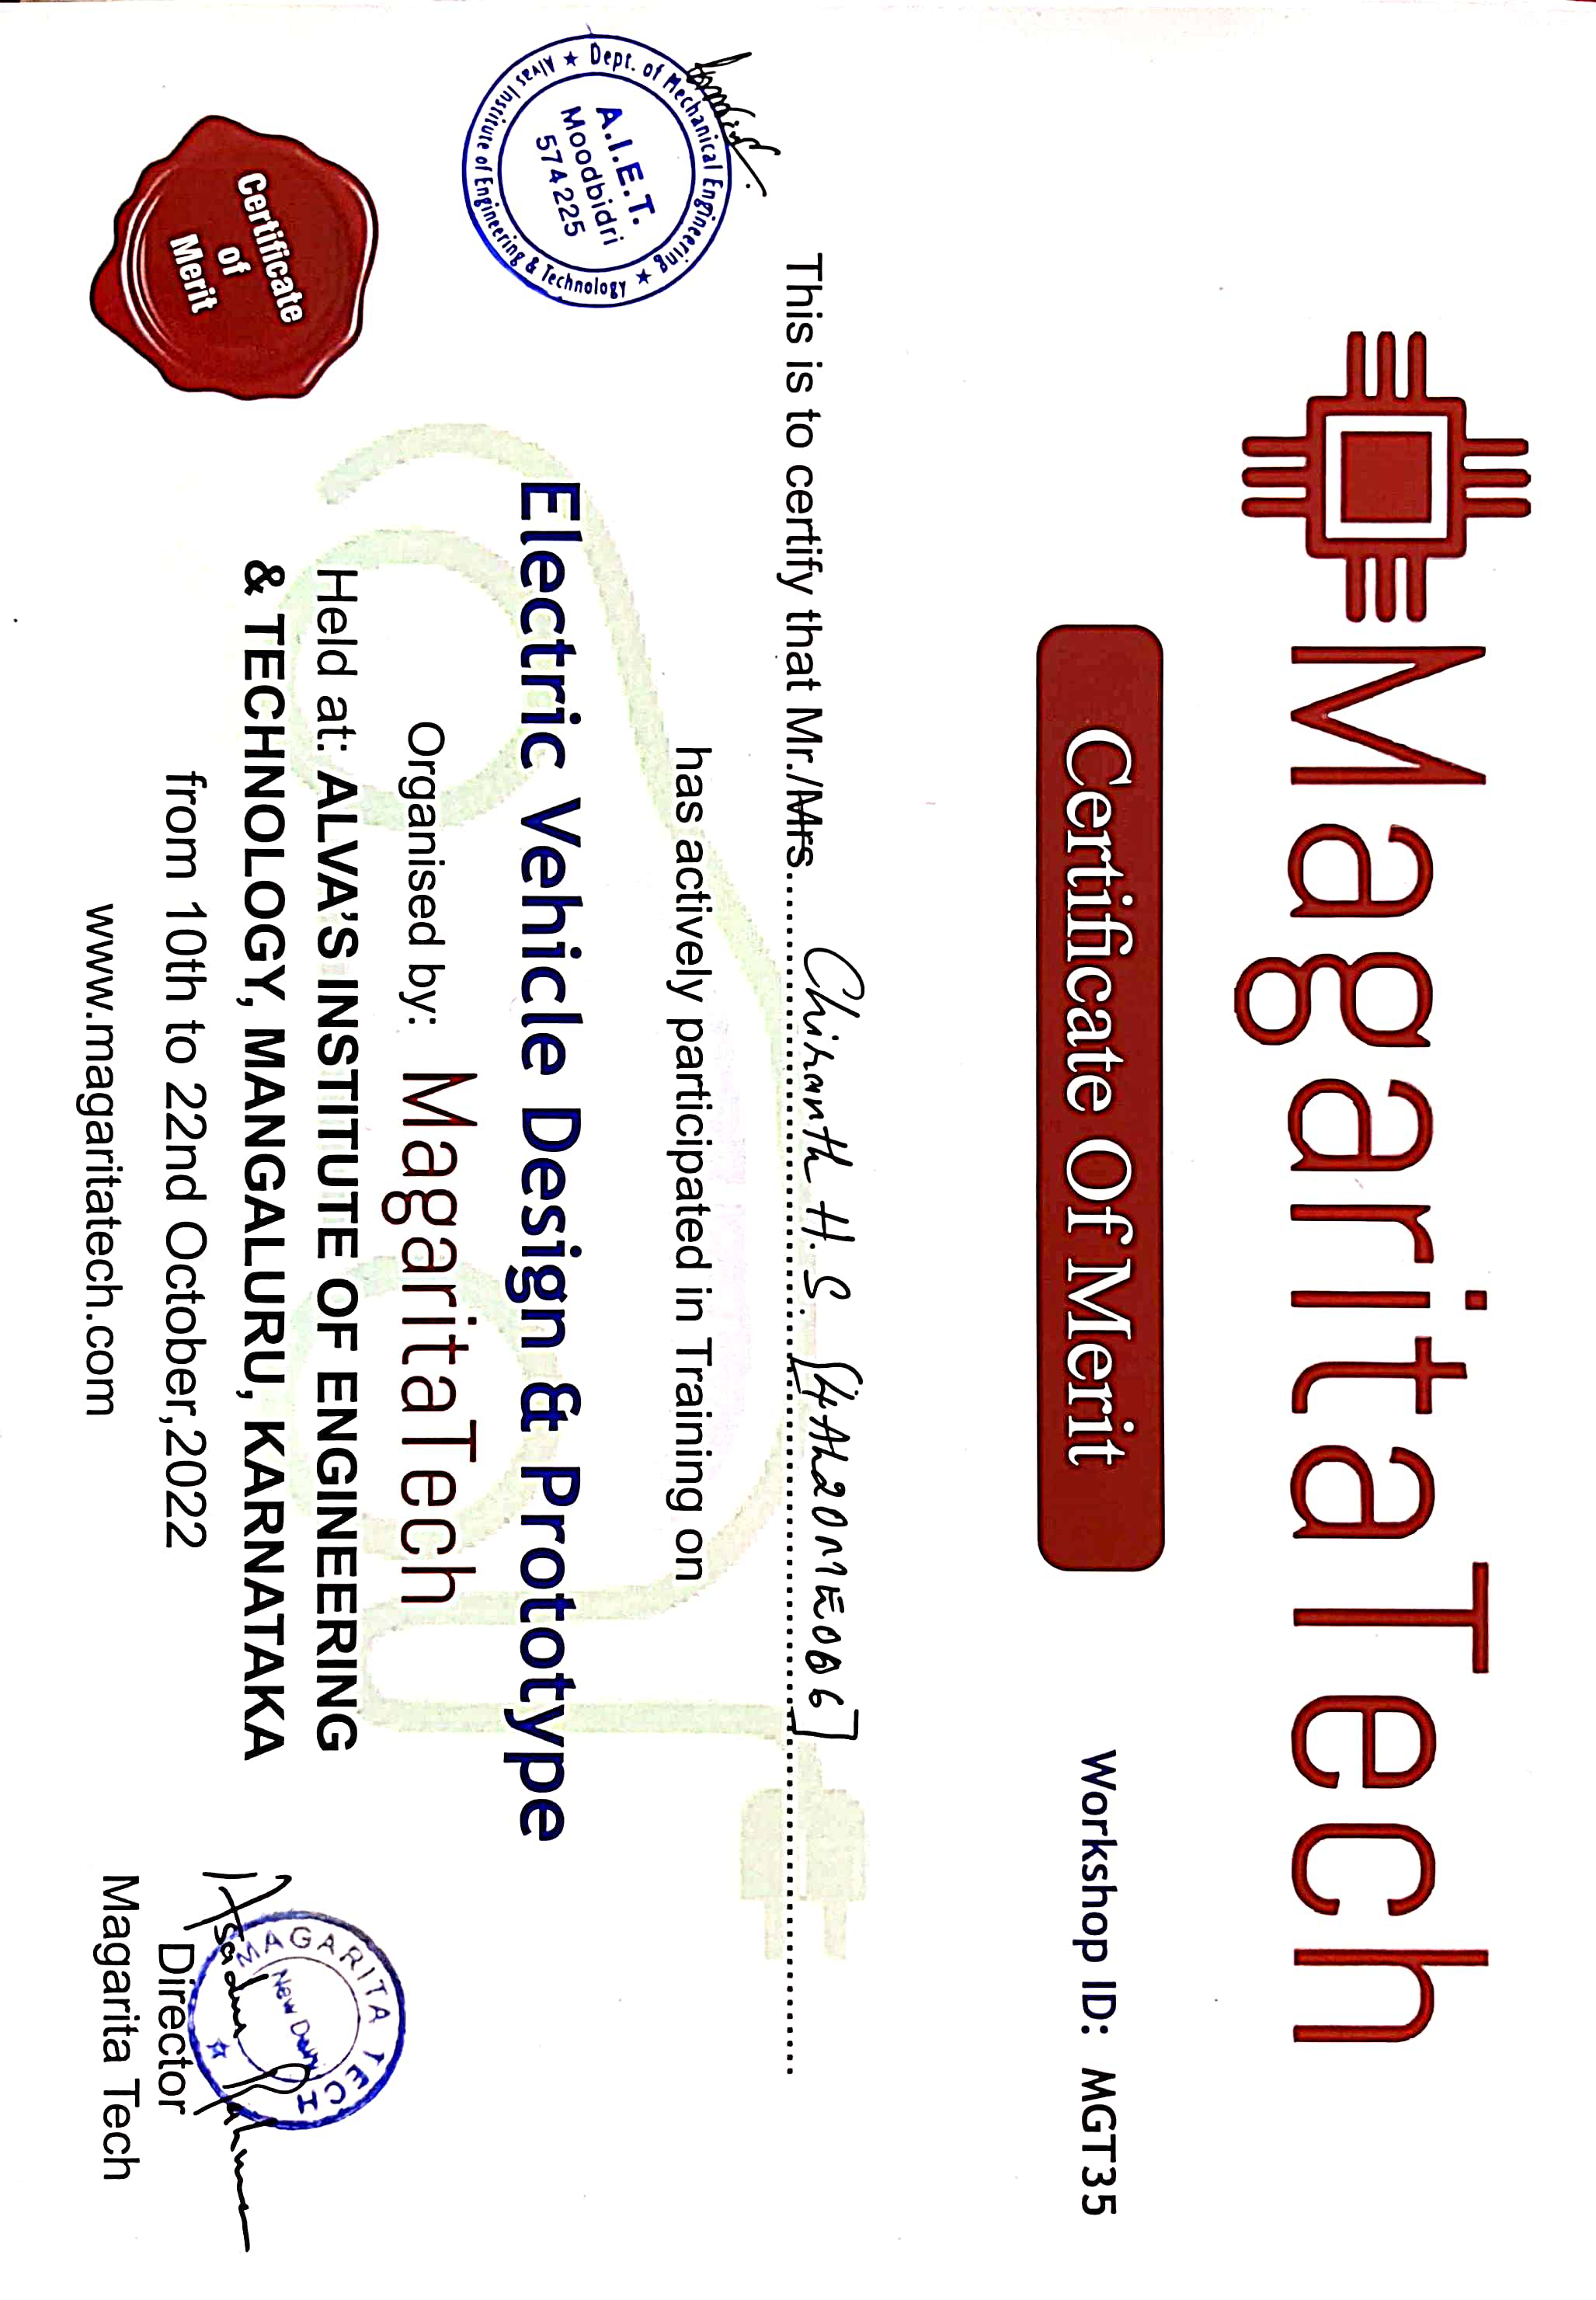 MagaritaTech
Certificate Of Merit
Workshop ID: MGT35
This is to certify that Mr./Mrs. Chiranth H. S. [4AL20ME006]
has actively participated in Training on
Electric Vehicle Design & Prototype
Organised by: MagaritaTech
Held at: ALVA'S INSTITUTE OF ENGINEERING
& TECHNOLOGY, MANGALURU, KARNATAKA
from 10th to 22nd October,2022
www.magaritatech.com
Dept. of Mechanical Engineering ★ Alvas Institute of Engineering & Technology ★
A.I.E.T.
Moodbidri
574225
Certificate
of
Merit
MAGARITA TECH
New
Director
Magarita Tech